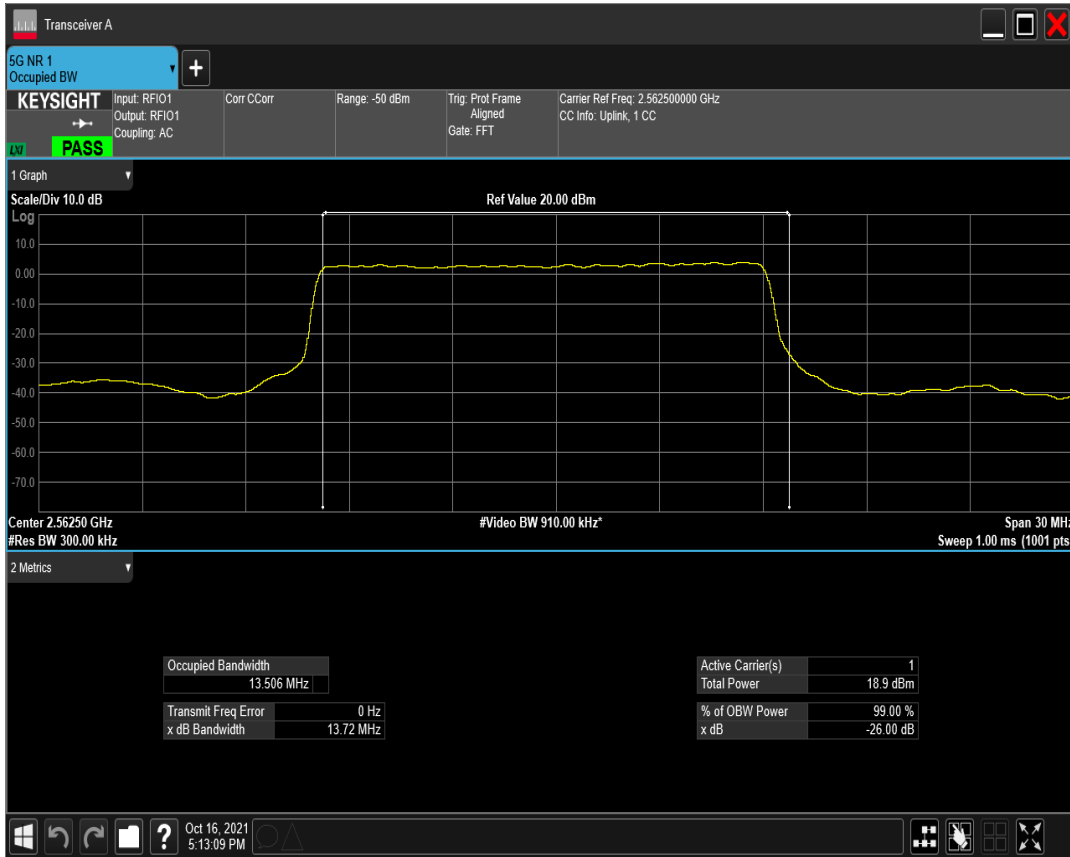 Transceiver A
5G NR 1
Occupied BW
KEYSIGHT
Input: RFIO1
Output: RFIO1
Coupling: AC
Corr CCorr
Range: -50 dBm
Trig: Prot Frame
Aligned
Gate: FFT
Carrier Ref Freq: 2.562500000 GHz
CC Info: Uplink, 1 CC
LXI
PASS
1 Graph
Scale/Div 10.0 dB
Ref Value 20.00 dBm
Log
10.0
0.00
-10.0
-20.0
-30.0
-40.0
-50.0
-60.0
-70.0
Center 2.56250 GHz
#Video BW 910.00 kHz*
Span 30 MHz
#Res BW 300.00 kHz
Sweep 1.00 ms (1001 pts
2 Metrics
Occupied Bandwidth
13.506 MHz
Transmit Freq Error 0 Hz
x dB Bandwidth 13.72 MHz
Active Carrier(s) 1
Total Power 18.9 dBm
% of OBW Power 99.00 %
x dB -26.00 dB
?
Oct 16, 2021
5:13:09 PM